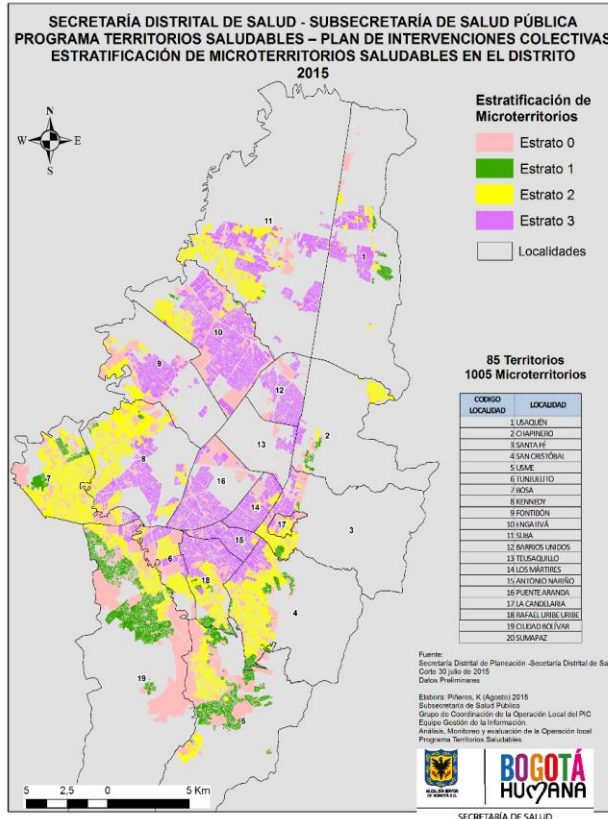 SECRETARÍA DISTRITAL DE SALUD - SUBSECRETARÍA DE SALUD PÚBLICA
PROGRAMA TERRITORIOS SALUDABLES – PLAN DE INTERVENCIONES COLECTIVAS
ESTRATIFICACIÓN DE MICROTERRITORIOS SALUDABLES EN EL DISTRITO
2015
N
W E
S
Estratificación de
Microterritorios
Estrato 0
Estrato 1
Estrato 2
Estrato 3
Localidades
11
1
10
9
12
2
13
8
7
16
14
17
3
15
6
18
4
19
5
85 Territorios
1005 Microterritorios
CODIGO LOCALIDAD LOCALIDAD
1 USAQUÉN
2 CHAPINERO
3 SANTA FÉ
4 SAN CRISTÓBAL
5 USME
6 TUNJUELITO
7 BOSA
8 KENNEDY
9 FONTIBÓN
10 ENGATIVÁ
11 SUBA
12 BARRIOS UNIDOS
13 TEUSAQUILLO
14 LOS MÁRTIRES
15 ANTONIO NARIÑO
16 PUENTE ARANDA
17 LA CANDELARIA
18 RAFAEL URIBE URIBE
19 CIUDAD BOLÍVAR
20 SUMAPAZ
Fuente:
Secretaría Distrital de Planeación -Secetaría Distrital de Sa
Corte 30 julio de 2015
Datos Preliminares
Elabora: Piñeros, K (Agosto) 2015
Subsecretaria de Salud Pública
Grupo de Coordinación de la Operación Local del PIC
Equipo Gestión de la Información.
Análisis, Monitoreo y evaluación de la Operación local
Programa Territorios Saludables
5 2,5 0 5 Km
ALCALDÍA MAYOR
DE BOGOTÁ D.C.
BOGOTÁ
HUMANA
SECRETARÍA DE SALUD